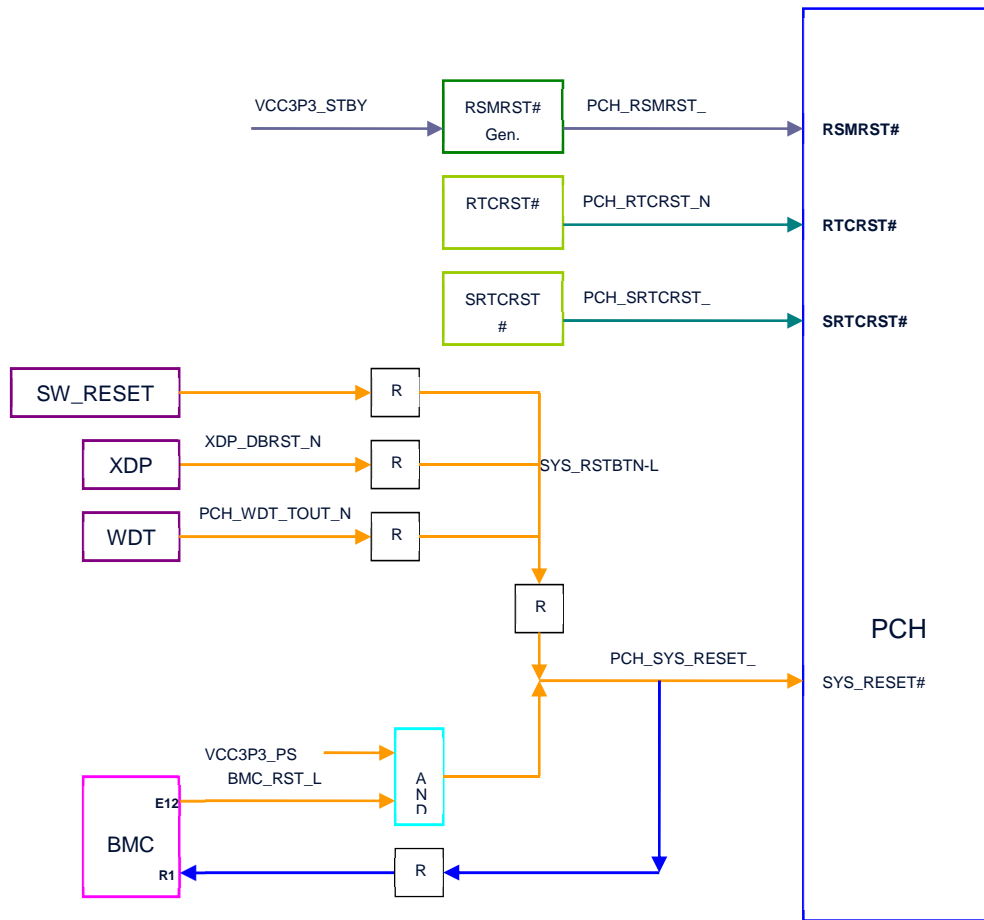 VCC3P3_STBY
RSMRST#
Gen.
PCH_RSMRST_
RSMRST#
RTCRST#
PCH_RTCRST_N
RTCRST#
SRTCRST
#
PCH_SRTCRST_
SRTCRST#
SW_RESET
R
XDP
XDP_DBRST_N
R
SYS_RSTBTN-L
WDT
PCH_WDT_TOUT_N
R
R
PCH
PCH_SYS_RESET_
SYS_RESET#
VCC3P3_PS
BMC_RST_L
A
N
D
E12
BMC
R1
R